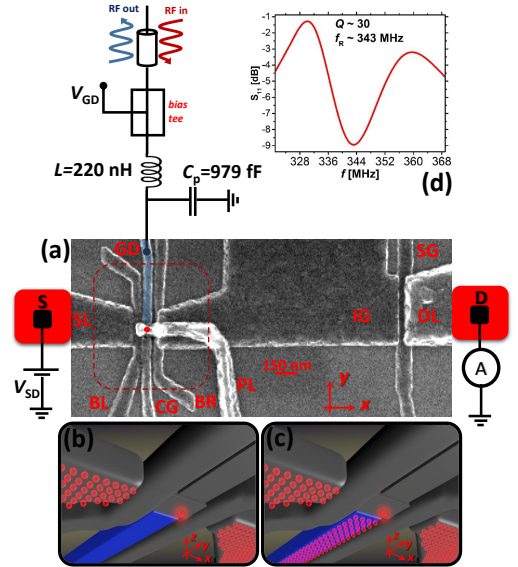 RF out
RF in
V_GD
bias
tee
L=220 nH
C_p=979 fF
-1
-2
-3
-4
-5
-6
-7
-8
-9
S_11 [dB]
Q ~ 30
f_R ~ 343 MHz
328 336 344 352 360 368
f [MHz]
(d)
(a)
GD
SG
S
SL
IG
DL
D
150 nm
V_SD
BL
CG
BR
PL
y
x
A
(b)
z
y
x
(c)
z
y
x